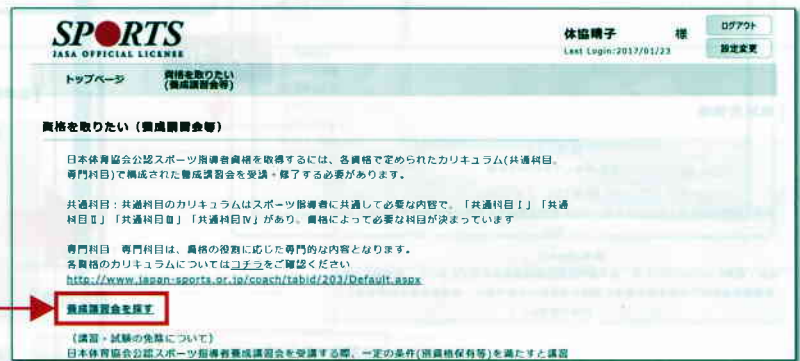 SPORTS
JASA OFFICIAL LICENSE
体協晴子 様
Last Login:2017/01/23
ログアウト
設定変更
トップページ
資格を取りたい
(養成講習会等)
資格を取りたい（養成講習会等）
日本体育協会公認スポーツ指導者資格を取得するには、各資格で定められたカリキュラム(共通科目、
専門科目)で構成された養成講習会を受講・修了する必要があります。
共通科目：共通科目のカリキュラムはスポーツ指導者に共通して必要な内容で、「共通科目Ⅰ」「共通
科目Ⅱ」「共通科目Ⅲ」「共通科目Ⅳ」があり、資格によって必要な科目が決まっています
専門科目：専門科目は、資格の役割に応じた専門的な内容となります。
各資格のカリキュラムについてはコチラをご確認ください
http://www.japan-sports.or.jp/coach/tabid/203/Default.aspx
養成講習会を探す
（講習・試験の免除について）
日本体育協会公認スポーツ指導者養成講習会を受講する際、一定の条件(別資格保有等)を満たすと講習